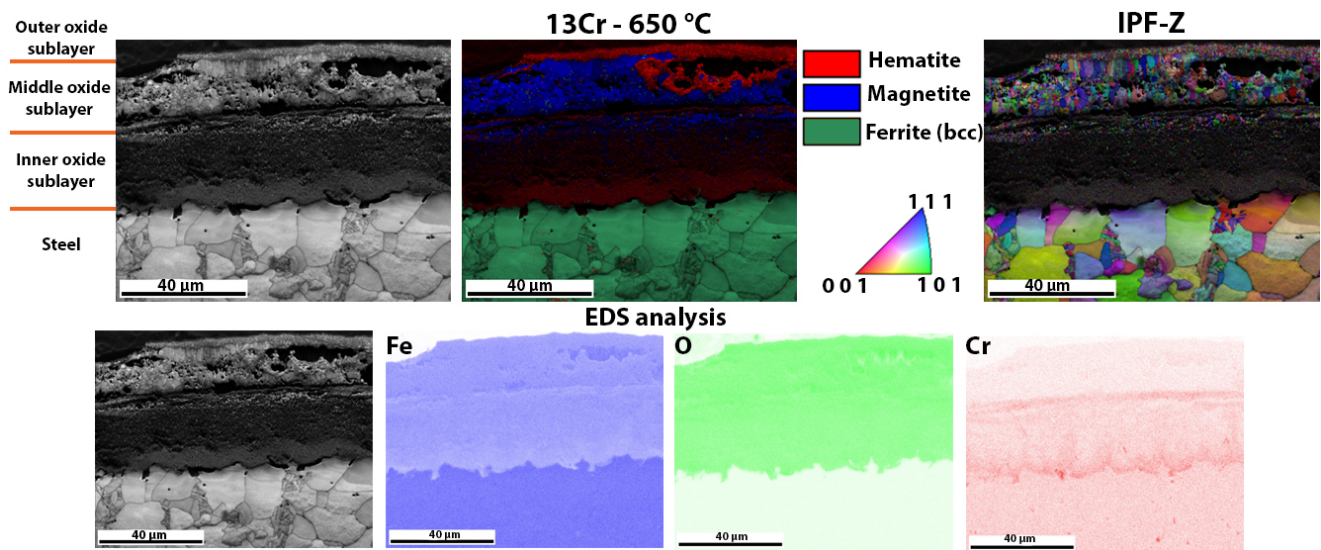 Outer oxide
sublayer
Middle oxide
sublayer
Inner oxide
sublayer
Steel
40 µm
13Cr - 650 °C
40 µm
Hematite
Magnetite
Ferrite (bcc)
1 1 1
0 0 1
1 0 1
IPF-Z
40 µm
EDS analysis
40 µm
Fe
40 µm
O
40 µm
Cr
40 µm